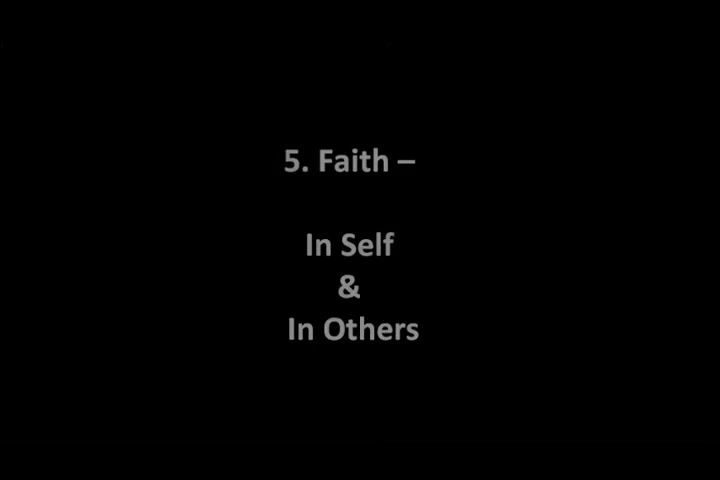 5. Faith –
In Self
&
In Others